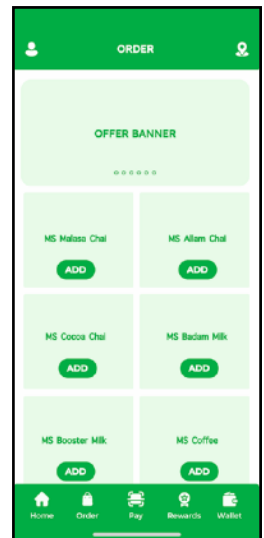 ORDER
OFFER BANNER
MS Malasa Chai
MS Allam Chai
ADD
ADD
MS Cocoa Chai
MS Badam Milk
ADD
ADD
MS Booster Milk
MS Coffee
ADD
ADD
Home Order Pay Rewards Wallet